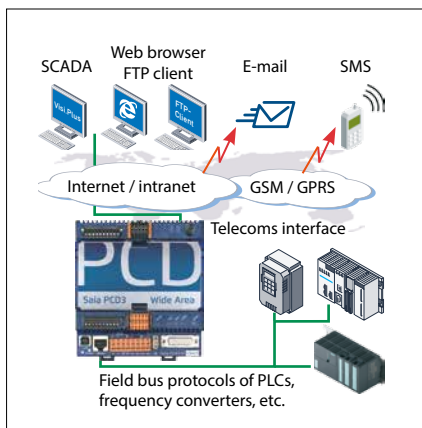 Web browser
SCADA
FTP client
E-mail
SMS
Visi.Plus
FTP-
Client
Internet / intranet
GSM / GPRS
Telecoms interface
PCD
Saia PCD3
Wide Area
Field bus protocols of PLCs,
frequency converters, etc.